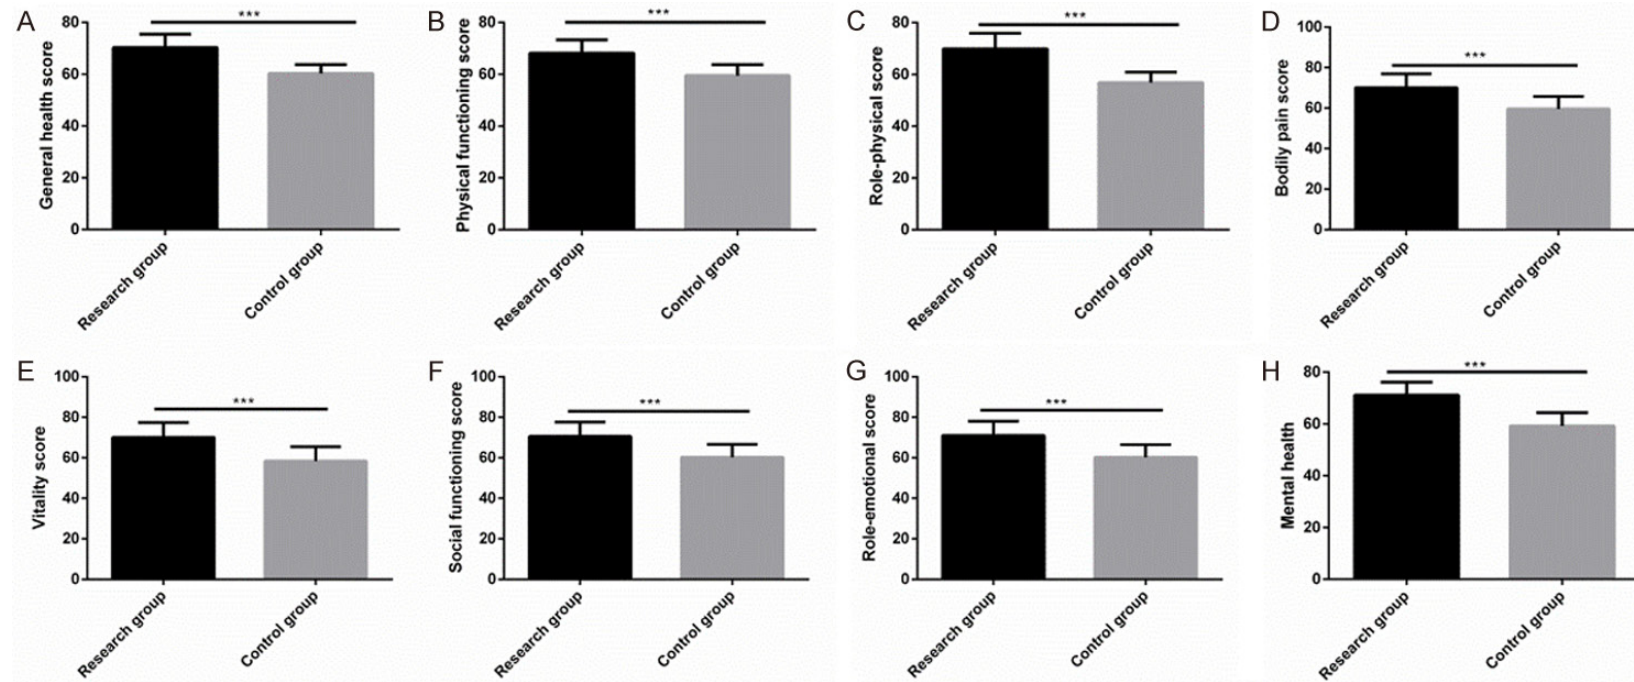 A
General health score
80
60
40
20
0
***
Research group
Control group
B
Physical functioning score
80
60
40
20
0
***
Research group
Control group
C
Role-physical score
80
60
40
20
0
***
Research group
Control group
D
Bodily pain score
100
80
60
40
20
0
***
Research group
Control group
E
Vitality score
100
80
60
40
20
0
***
Research group
Control group
F
Social functioning score
100
80
60
40
20
0
***
Research group
Control group
G
Role-emotional score
100
80
60
40
20
0
***
Research group
Control group
H
Mental health
80
60
40
20
0
***
Research group
Control group